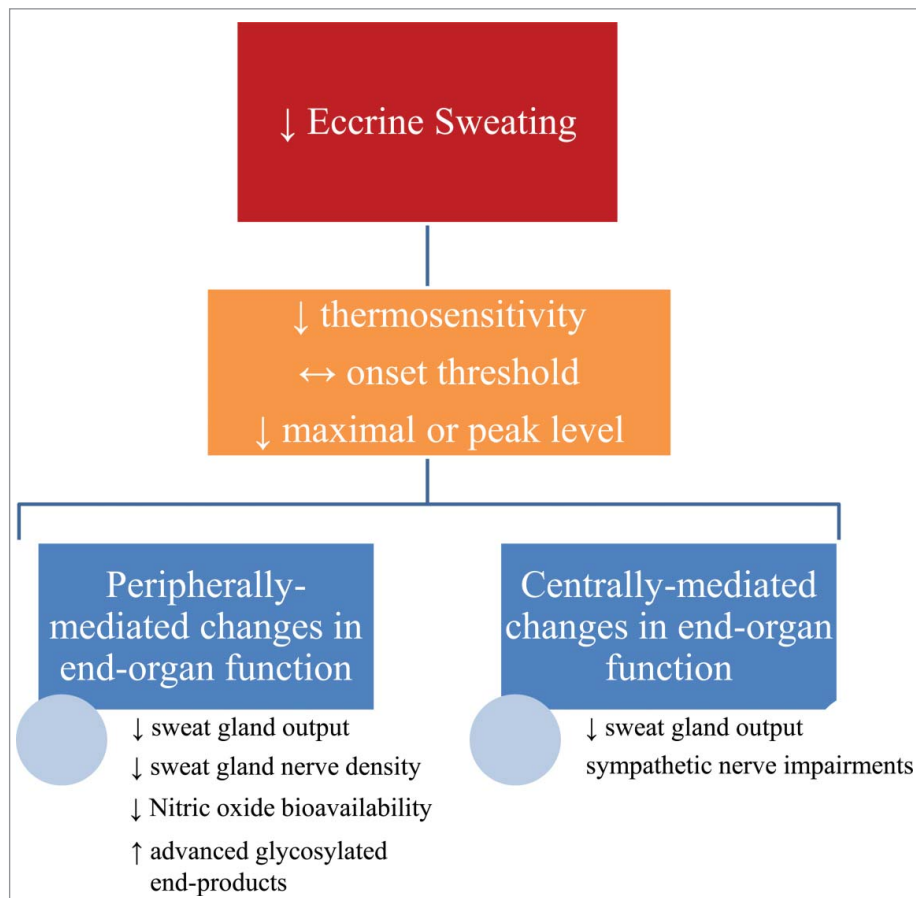 ↓ Eccrine Sweating
↓ thermosensitivity
↔ onset threshold
↓ maximal or peak level
Peripherally-
mediated changes in
end-organ function
↓ sweat gland output
↓ sweat gland nerve density
↓ Nitric oxide bioavailability
↑ advanced glycosylated
end-products
Centrally-mediated
changes in end-organ
function
↓ sweat gland output
sympathetic nerve impairments